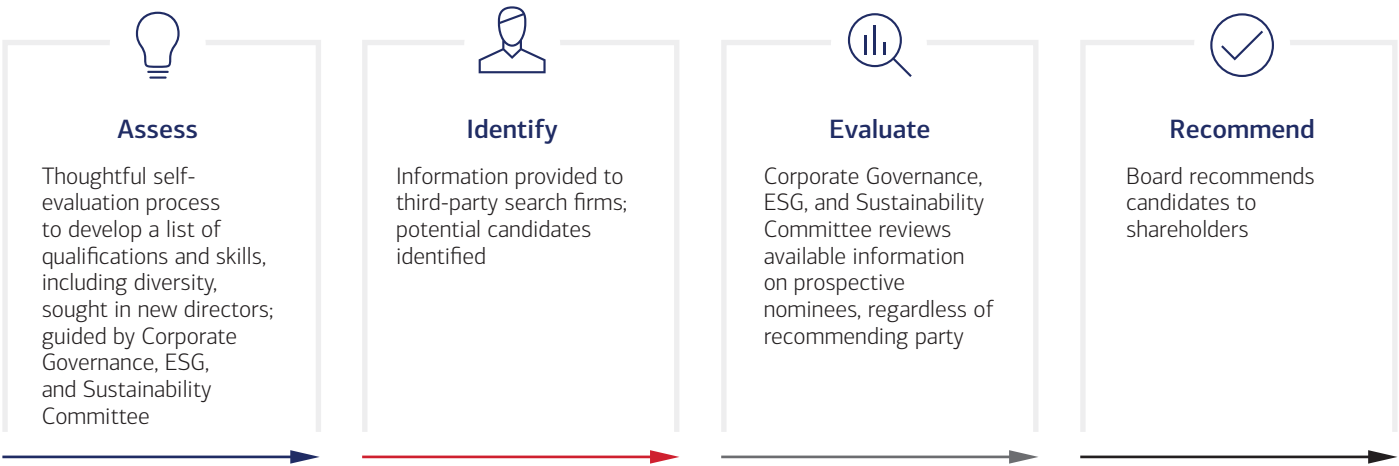 Assess
Thoughtful self-
evaluation process
to develop a list of
qualifications and skills,
including diversity,
sought in new directors;
guided by Corporate
Governance, ESG,
and Sustainability
Committee
Identify
Information provided to
third-party search firms;
potential candidates
identified
Evaluate
Corporate Governance,
ESG, and Sustainability
Committee reviews
available information
on prospective
nominees, regardless of
recommending party
Recommend
Board recommends
candidates to
shareholders